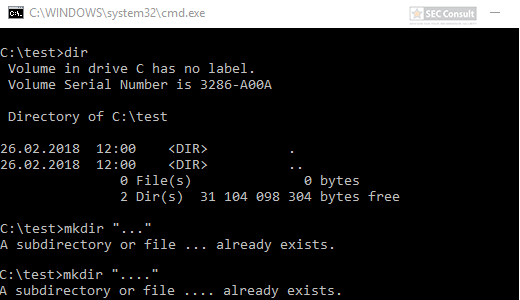 C:\WINDOWS\system32\cmd.exe
SEC Consult
C:\test>dir
Volume in drive C has no label.
Volume Serial Number is 3286-A00A
Directory of C:\test
26.02.2018 12:00 <DIR> .
26.02.2018 12:00 <DIR> ..
0 File(s) 0 bytes
2 Dir(s) 31 104 098 304 bytes free
C:\test>mkdir "..."
A subdirectory or file ... already exists.
C:\test>mkdir "...."
A subdirectory or file .... already exists.